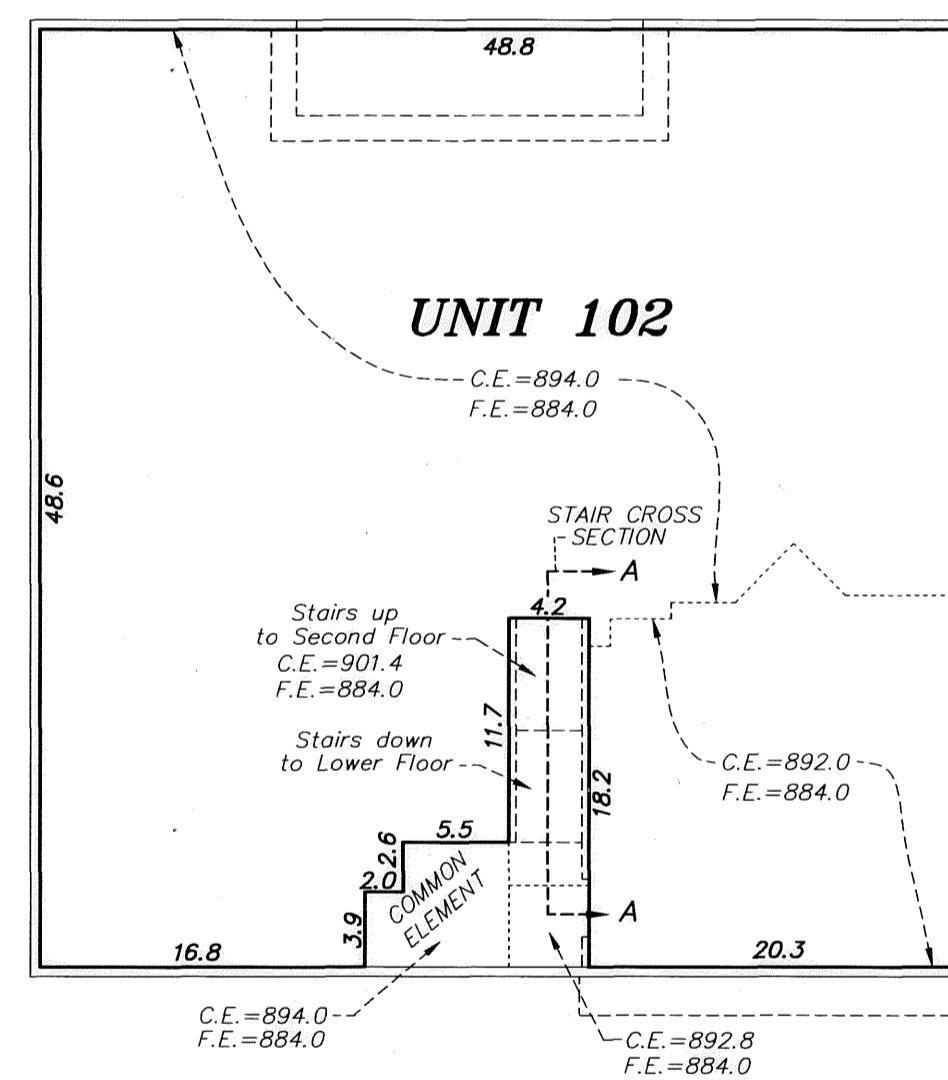 48.8
UNIT 102
C.E.=894.0
F.E.=884.0
48.6
STAIR CROSS
SECTION
A
4.2
Stairs up
to Second Floor
C.E.=901.4
F.E.=884.0
11.7
Stairs down
to Lower Floor
18.2
C.E.=892.0
F.E.=884.0
5.5
2.6
2.0
COMMON
ELEMENT
3.9
A
16.8
20.3
C.E.=894.0
F.E.=884.0
C.E.=892.8
F.E.=884.0